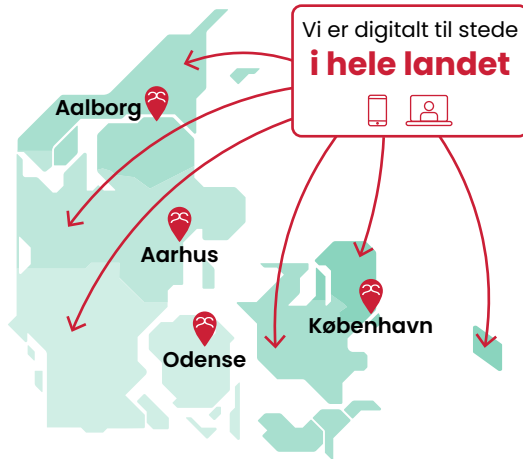 Vi er digitalt til stede
i hele landet
Aalborg
Aarhus
København
Odense